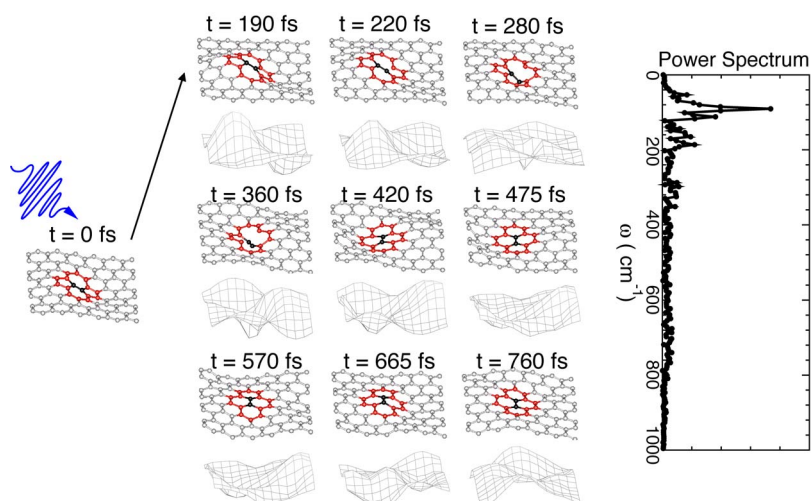 t = 190 fs
t = 220 fs
t = 280 fs
t = 0 fs
t = 360 fs
t = 420 fs
t = 475 fs
t = 570 fs
t = 665 fs
t = 760 fs
Power Spectrum
0
200
400
600
800
1000
ω ( cm⁻¹)